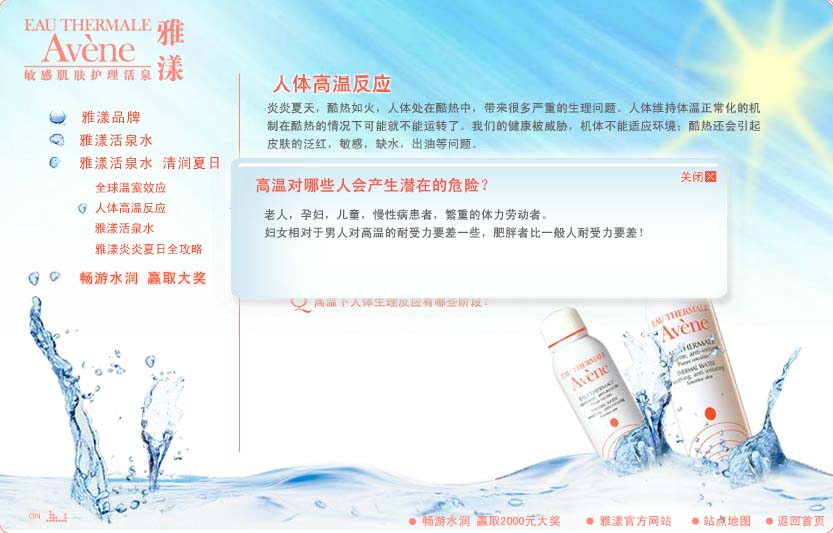 EAU THERMALE
Avène
雅漾
敏感肌肤护理活泉
雅漾品牌
雅漾活泉水
雅漾活泉水 清润夏日
全球温室效应
人体高温反应
雅漾活泉水
雅漾炎炎夏日全攻略
畅游水润 赢取大奖
人体高温反应
炎炎夏天，酷热如火，人体处在酷热中，带来很多严重的生理问题。人体维持体温正常化的机
制在酷热的情况下可能就不能运转了。我们的健康被威胁，机体不能适应环境；酷热还会引起
皮肤的泛红，敏感，缺水，出油等问题。
关闭
高温对哪些人会产生潜在的危险？
老人，孕妇，儿童，慢性病患者，繁重的体力劳动者。
妇女相对于男人对高温的耐受力要差一些，肥胖者比一般人耐受力要差！
Q 高温下人体生理反应有哪些阶段？
EAU THERMALE
Avène
EAU THERMALE
Avène
THERMAL WATER
Sensitive skin
ON
畅游水润 赢取2000元大奖
雅漾官方网站
站点地图
返回首页